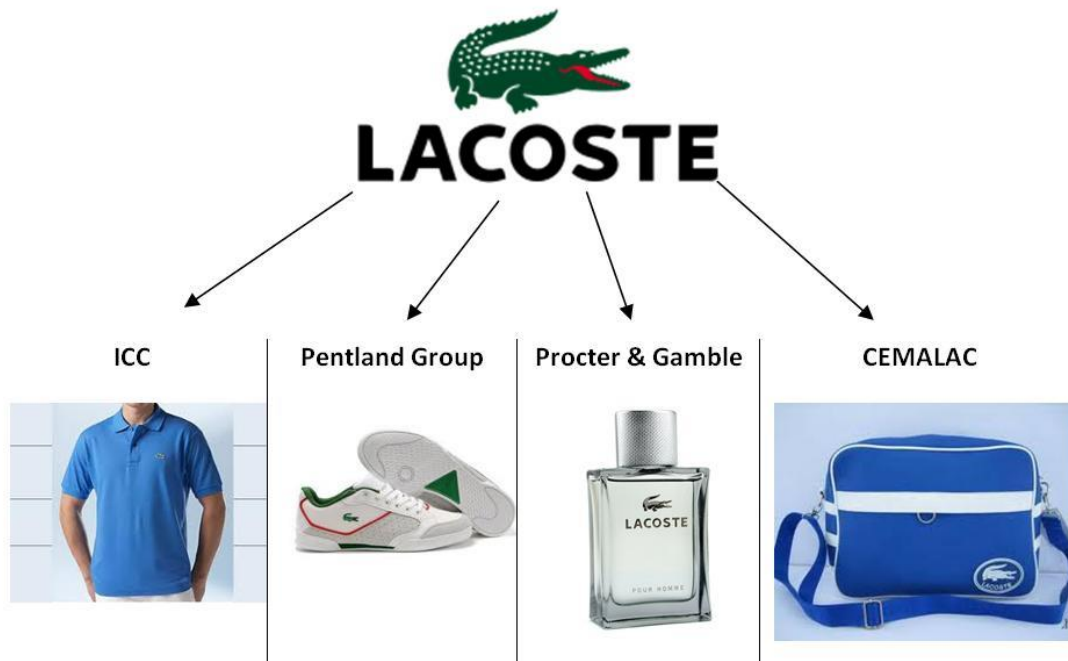 LACOSTE
ICC
Pentland Group
Procter & Gamble
CEMALAC
LACOSTE
POUR HOMME
LACOSTE